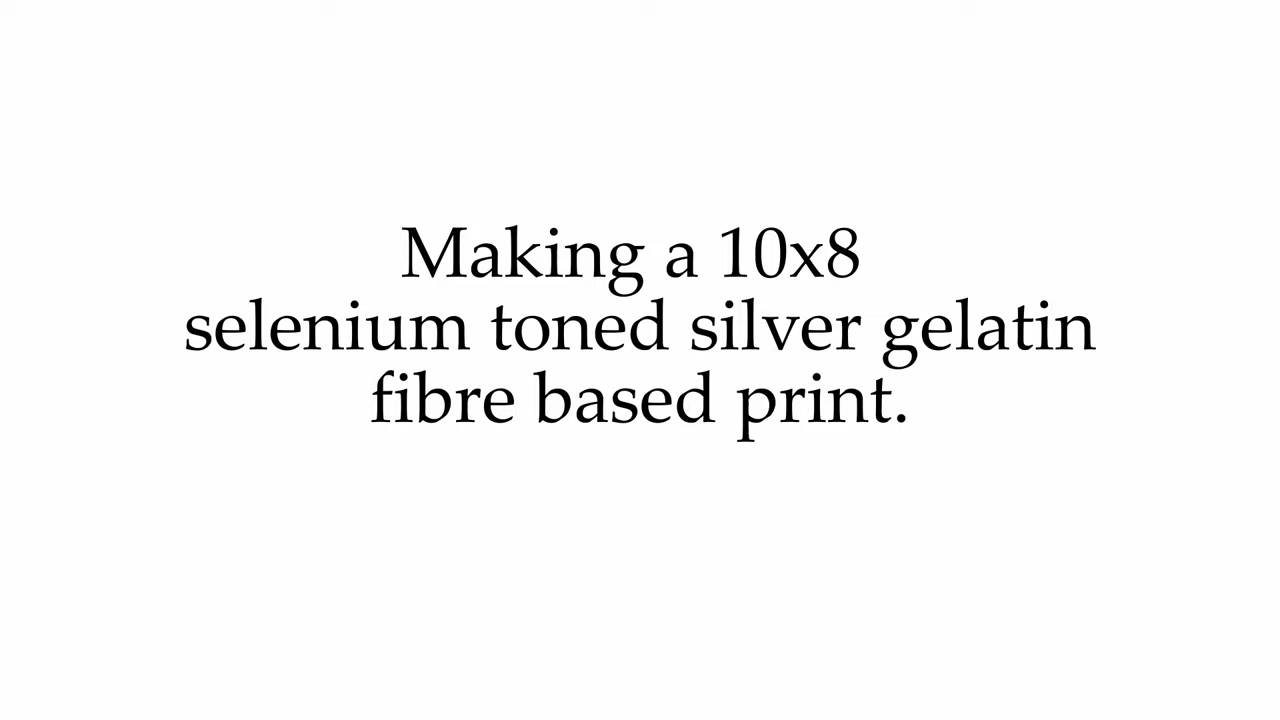 Making a 10x8
selenium toned silver gelatin
fibre based print.